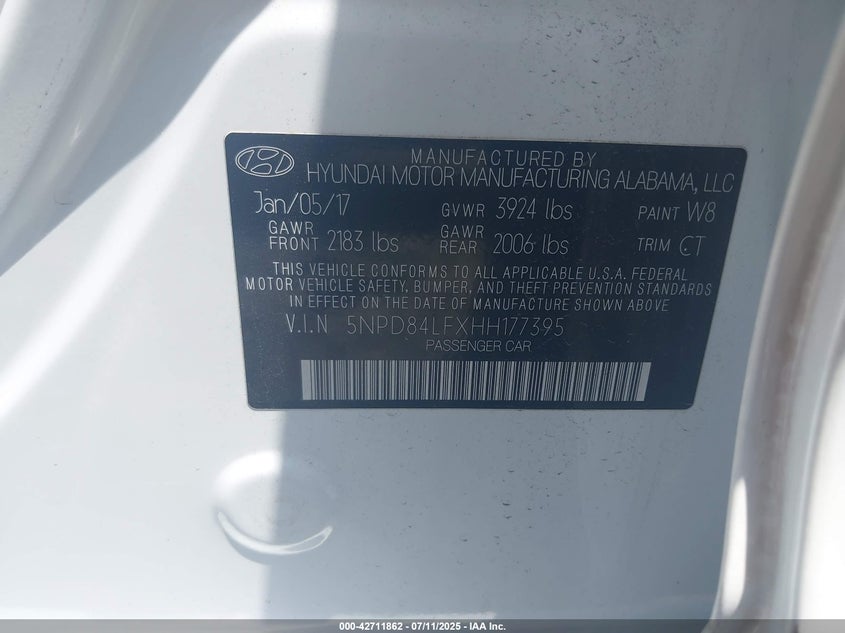 MANUFACTURED BY
HYUNDAI MOTOR MANUFACTURING ALABAMA, LLC
Jan/05/17 GVWR 3924 lbs PAINT W8
GAWR FRONT 2183 lbs GAWR REAR 2006 lbs TRIM CT
THIS VEHICLE CONFORMS TO ALL APPLICABLE U.S.A. FEDERAL
MOTOR VEHICLE SAFETY, BUMPER, AND THEFT PREVENTION STANDARDS
IN EFFECT ON THE DATE OF MANUFACTURE SHOWN ABOVE
V.I.N 5NPD84LFXHH177395
PASSENGER CAR
000-42711862 - 07/11/2025 - IAA Inc.